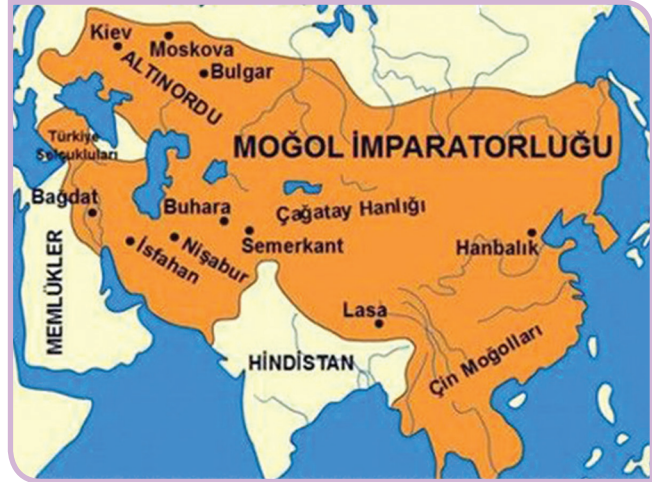 Kiev
Moskova
Bulgar
ALTINORDU
MOĞOL İMPARATORLUĞU
Türkiye
Selçukluları
Bağdat
Buhara
Çağatay Hanlığı
Semerkant
Nişabur
İsfahan
Hanbalık
MEMLÜKLER
Lasa
HİNDİSTAN
Çin Moğolları